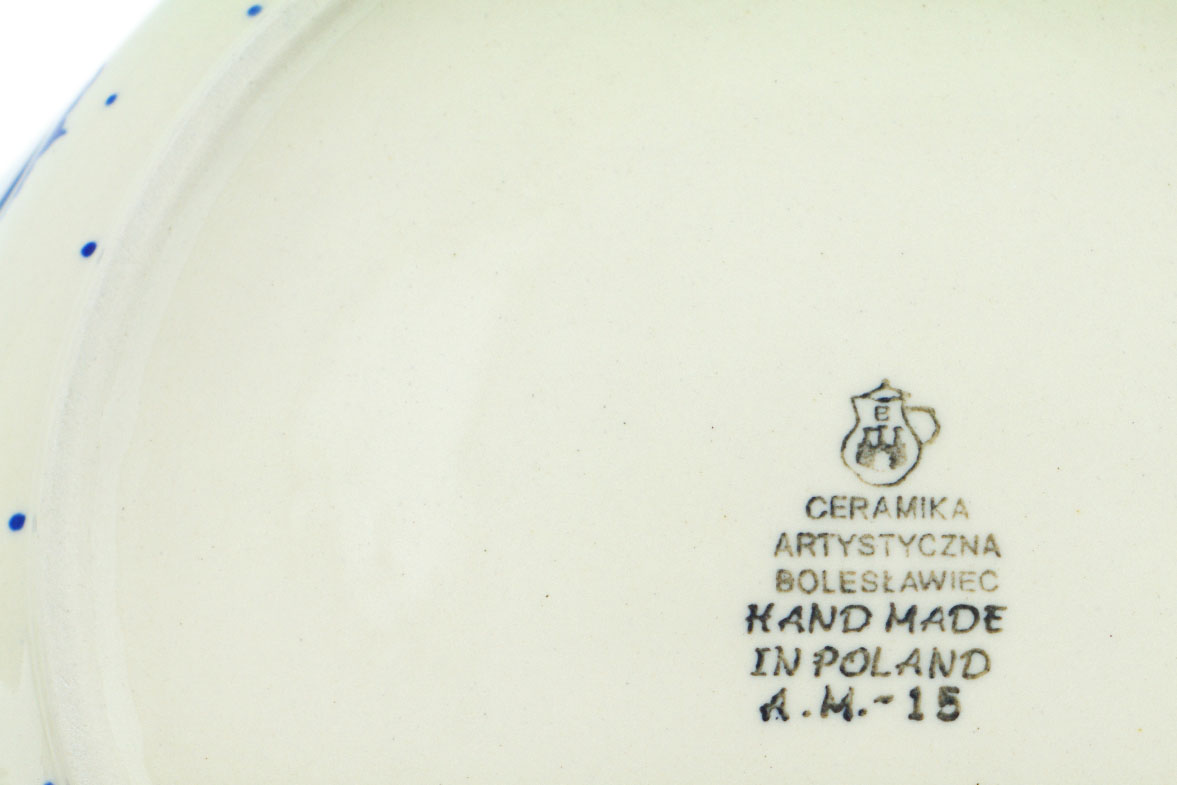 B
CERAMIKA
ARTYSTYCZNA
BOLESŁAWIEC
HAND MADE
IN POLAND
A.M.-15